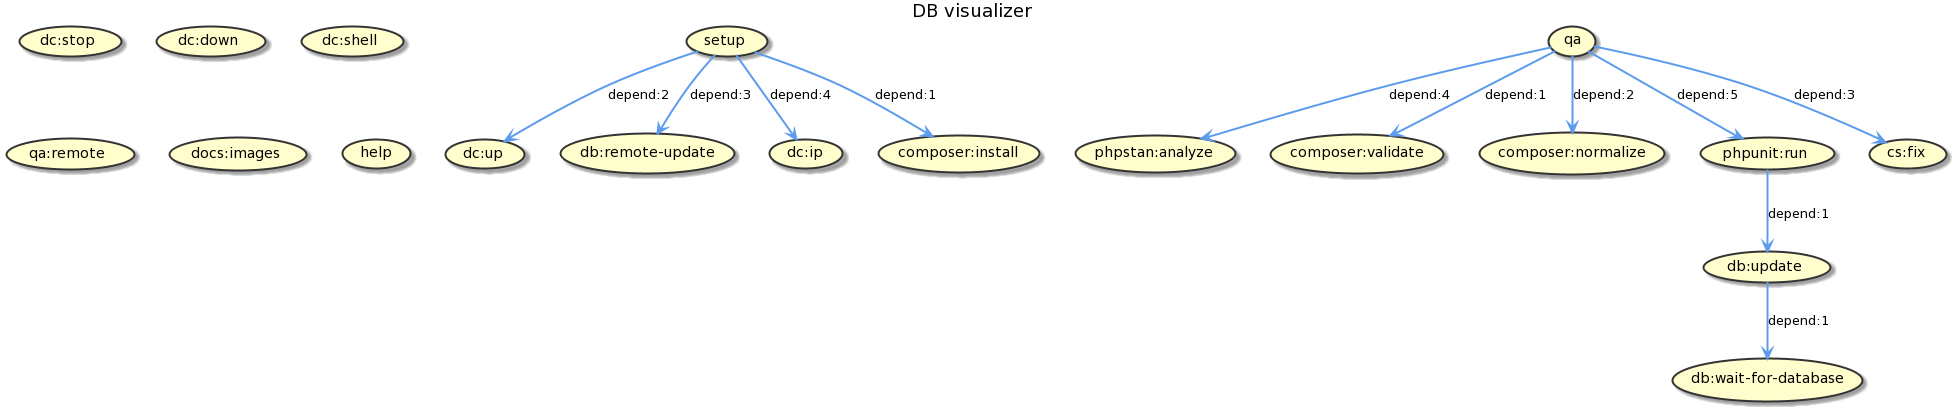 DB visualizer
dc:stop
dc:down
dc:shell
setup
qa
depend:2
depend:3
depend:4
depend:1
depend:4
depend:1
depend:2
depend:5
depend:3
qa:remote
docs:images
help
dc:up
db:remote-update
dc:ip
composer:install
phpstan:analyze
composer:validate
composer:normalize
phpunit:run
cs:fix
depend:1
db:update
depend:1
db:wait-for-database